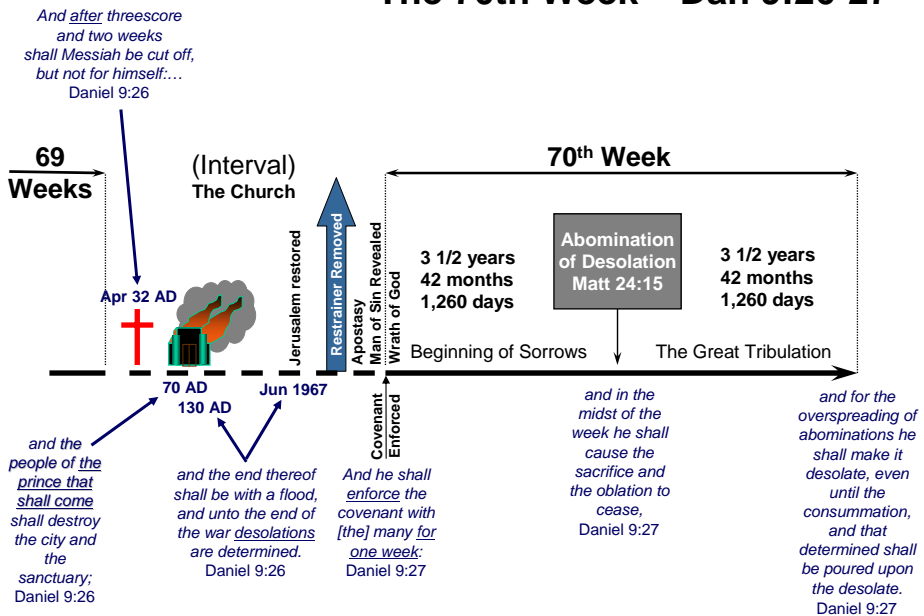 The 70th Week – Dan 9:26-27
And after threescore
and two weeks
shall Messiah be cut off,
but not for himself:…
Daniel 9:26
69
Weeks
(Interval)
The Church
70th Week
Apr 32 AD
Jerusalem restored
Restrainer Removed
Apostasy
Man of Sin Revealed
Wrath of God
3 1/2 years
42 months
1,260 days
Abomination
of Desolation
Matt 24:15
3 1/2 years
42 months
1,260 days
Beginning of Sorrows
The Great Tribulation
70 AD
130 AD
Jun 1967
Covenant
Enforced
and the
people of the
prince that
shall come
shall destroy
the city and
the
sanctuary;
Daniel 9:26
and the end thereof
shall be with a flood,
and unto the end of
the war desolations
are determined.
Daniel 9:26
And he shall
enforce the
covenant with
[the] many for
one week:
Daniel 9:27
and in the
midst of the
week he shall
cause the
sacrifice and
the oblation to
cease,
Daniel 9:27
and for the
overspreading of
abominations he
shall make it
desolate, even
until the
consummation,
and that
determined shall
be poured upon
the desolate.
Daniel 9:27